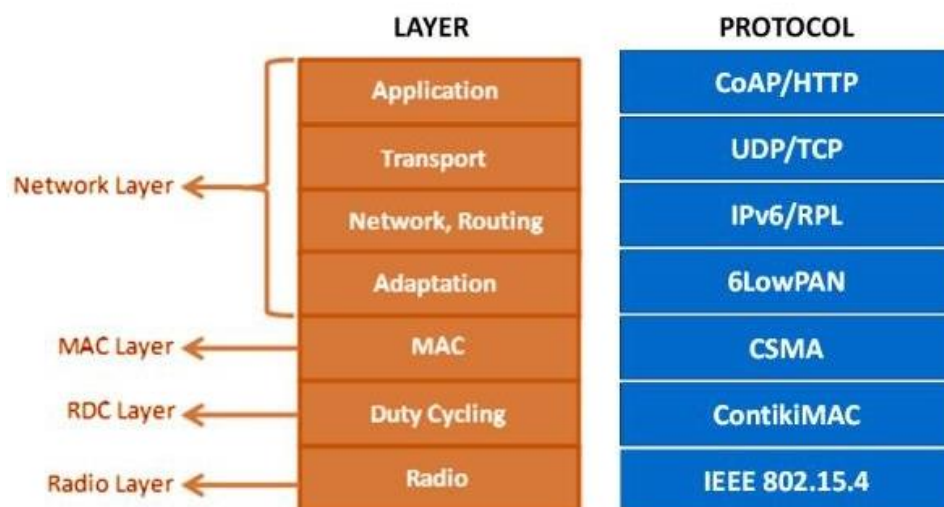 LAYER
PROTOCOL
Application
CoAP/HTTP
Transport
UDP/TCP
Network Layer
Network, Routing
IPv6/RPL
Adaptation
6LowPAN
MAC Layer
MAC
CSMA
RDC Layer
Duty Cycling
ContikiMAC
Radio Layer
Radio
IEEE 802.15.4